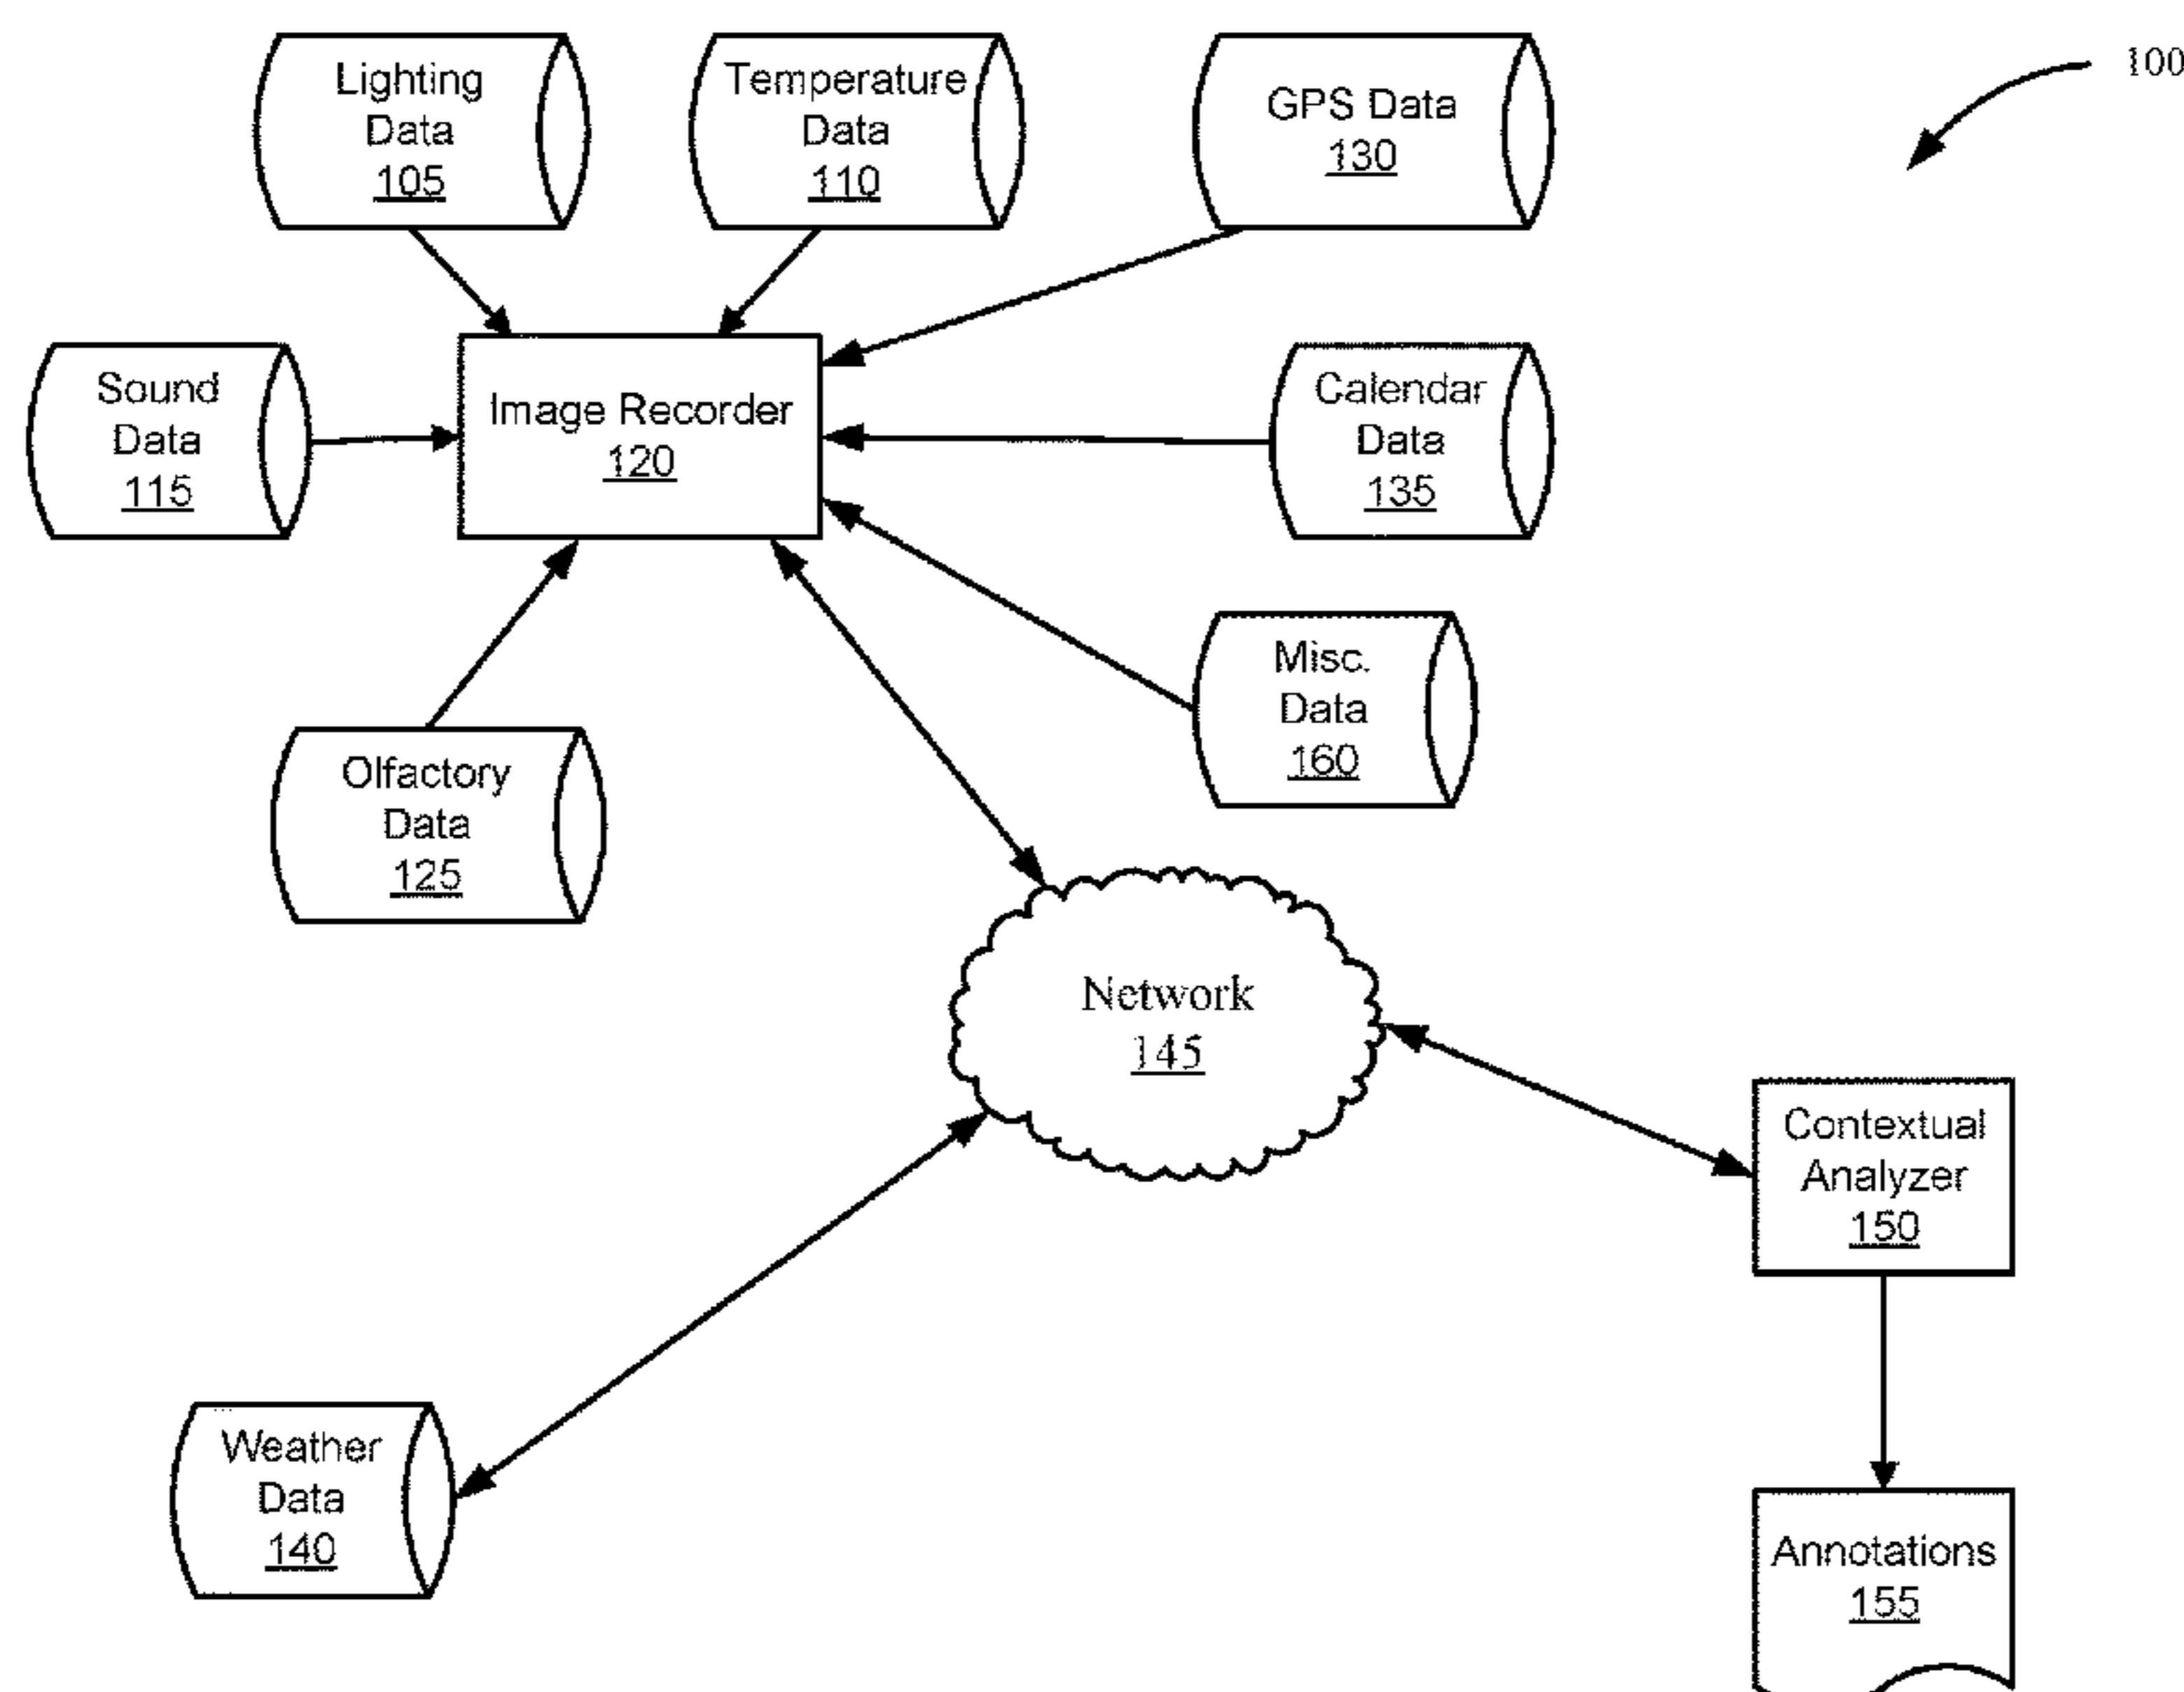 100
Lighting
Data
105
Temperature
Data
110
GPS Data
130
Sound
Data
115
Image Recorder
120
Calendar
Data
135
Misc.
Data
160
Olfactory
Data
125
Network
145
Contextual
Analyzer
150
Weather
Data
140
Annotations
155